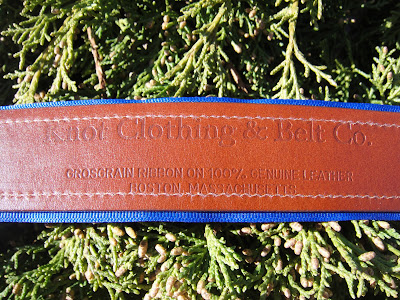 Knot Clothing & Belt Co.
GROSGRAIN RIBBON ON 100% GENUINE LEATHER
BOSTON, MASSACHUSETTS